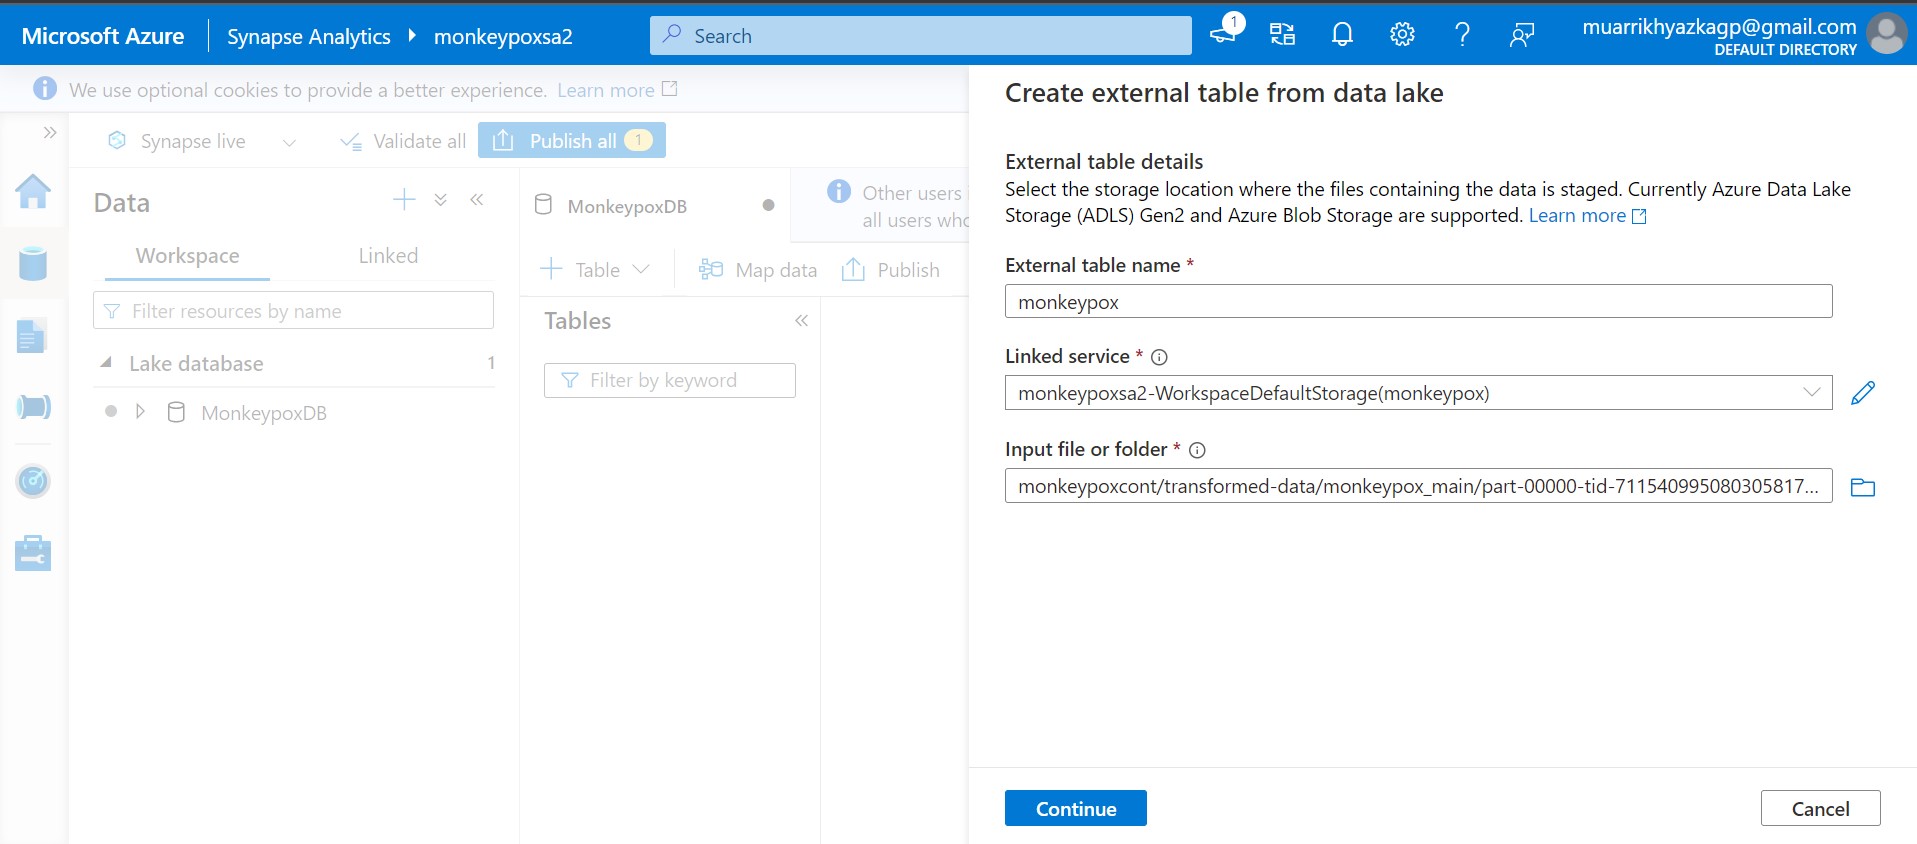 Microsoft Azure
Synapse Analytics
monkeypoxsa2
Search
1
muarrikhyazkagp@gmail.com
DEFAULT DIRECTORY
We use optional cookies to provide a better experience. Learn more
Synapse live
Validate all
Publish all 1
Data
Workspace
Linked
Filter resources by name
Lake database
1
MonkeypoxDB
MonkeypoxDB
Other users i
all users who
Table
Map data
Publish
Tables
Filter by keyword
Create external table from data lake
External table details
Select the storage location where the files containing the data is staged. Currently Azure Data Lake
Storage (ADLS) Gen2 and Azure Blob Storage are supported. Learn more
External table name *
monkeypox
Linked service *
monkeypoxsa2-WorkspaceDefaultStorage(monkeypox)
Input file or folder *
monkeypoxcont/transformed-data/monkeypox_main/part-00000-tid-711540995080305817...
Continue
Cancel